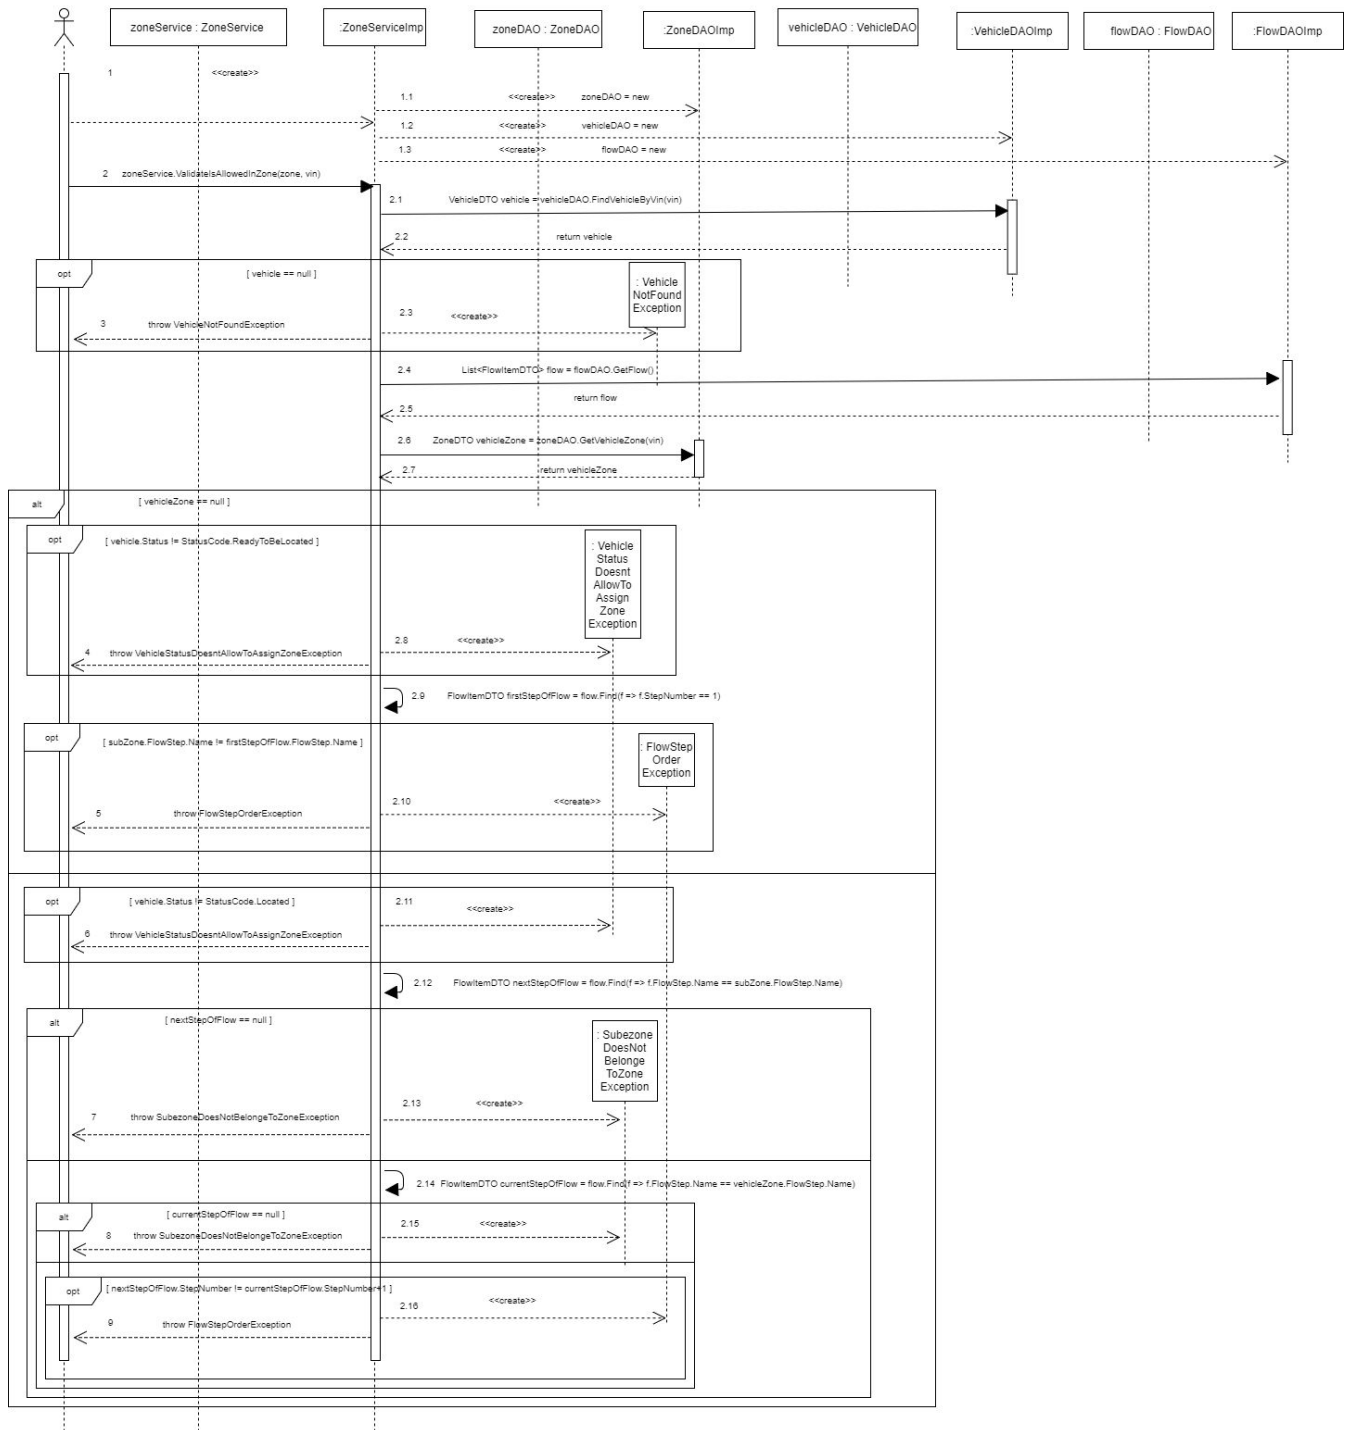 zoneService : ZoneService
:ZoneServiceImp
zoneDAO : ZoneDAO
:ZoneDAOImp
vehicleDAO : VehicleDAO
:VehicleDAOImp
flowDAO : FlowDAO
:FlowDAOImp
1 <<create>>
1.1 <<create>> zoneDAO = new
1.2 <<create>> vehicleDAO = new
1.3 <<create>> flowDAO = new
2 zoneService.ValidateIsAllowedInZone(zone, vin)
2.1 VehicleDTO vehicle = vehicleDAO.FindVehicleByVin(vin)
2.2 return vehicle
opt [ vehicle == null ]
: Vehicle
NotFound
Exception
2.3 <<create>>
3 throw VehicleNotFoundException
2.4 List<FlowItemDTO> flow = flowDAO.GetFlow()
return flow
2.5
2.6 ZoneDTO vehicleZone = zoneDAO.GetVehicleZone(vin)
2.7 return vehicleZone
alt [ vehicleZone == null ]
opt [ vehicle.Status != StatusCode.ReadyToBeLocated ]
: Vehicle
Status
Doesnt
AllowTo
Assign
Zone
Exception
2.8 <<create>>
4 throw VehicleStatusDoesntAllowToAssignZoneException
2.9 FlowItemDTO firstStepOfFlow = flow.Find(f => f.StepNumber == 1)
opt [ subZone.FlowStep.Name != firstStepOfFlow.FlowStep.Name ]
: FlowStep
Order
Exception
2.10 <<create>>
5 throw FlowStepOrderException
opt [ vehicle.Status != StatusCode.Located ]
2.11 <<create>>
6 throw VehicleStatusDoesntAllowToAssignZoneException
2.12 FlowItemDTO nextStepOfFlow = flow.Find(f => f.FlowStep.Name == subZone.FlowStep.Name)
alt [ nextStepOfFlow == null ]
: Subezone
DoesNot
Belonge
ToZone
Exception
2.13 <<create>>
7 throw SubezoneDoesNotBelongeToZoneException
2.14 FlowItemDTO currentStepOfFlow = flow.Find(f => f.FlowStep.Name == vehicleZone.FlowStep.Name)
alt [ currentStepOfFlow == null ]
2.15 <<create>>
8 throw SubezoneDoesNotBelongeToZoneException
opt [ nextStepOfFlow.StepNumber != currentStepOfFlow.StepNumber+1 ]
2.16 <<create>>
9 throw FlowStepOrderException